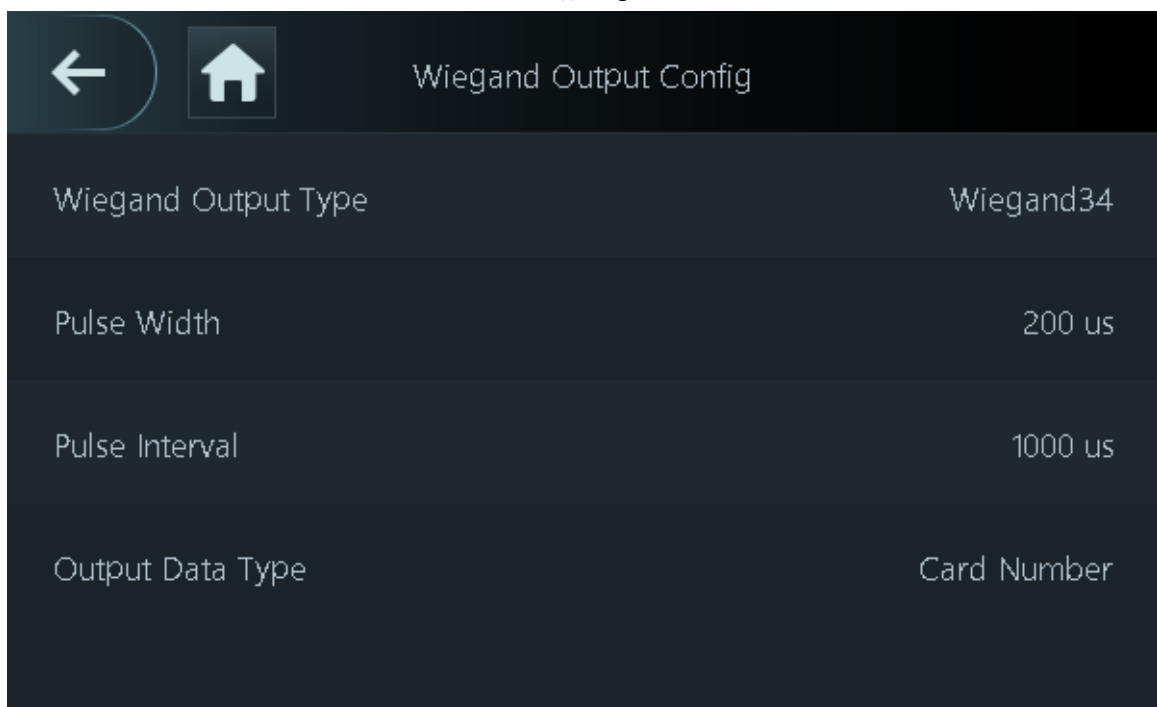 Wiegand Output Config
Wiegand Output Type Wiegand34
Pulse Width 200 us
Pulse Interval 1000 us
Output Data Type Card Number